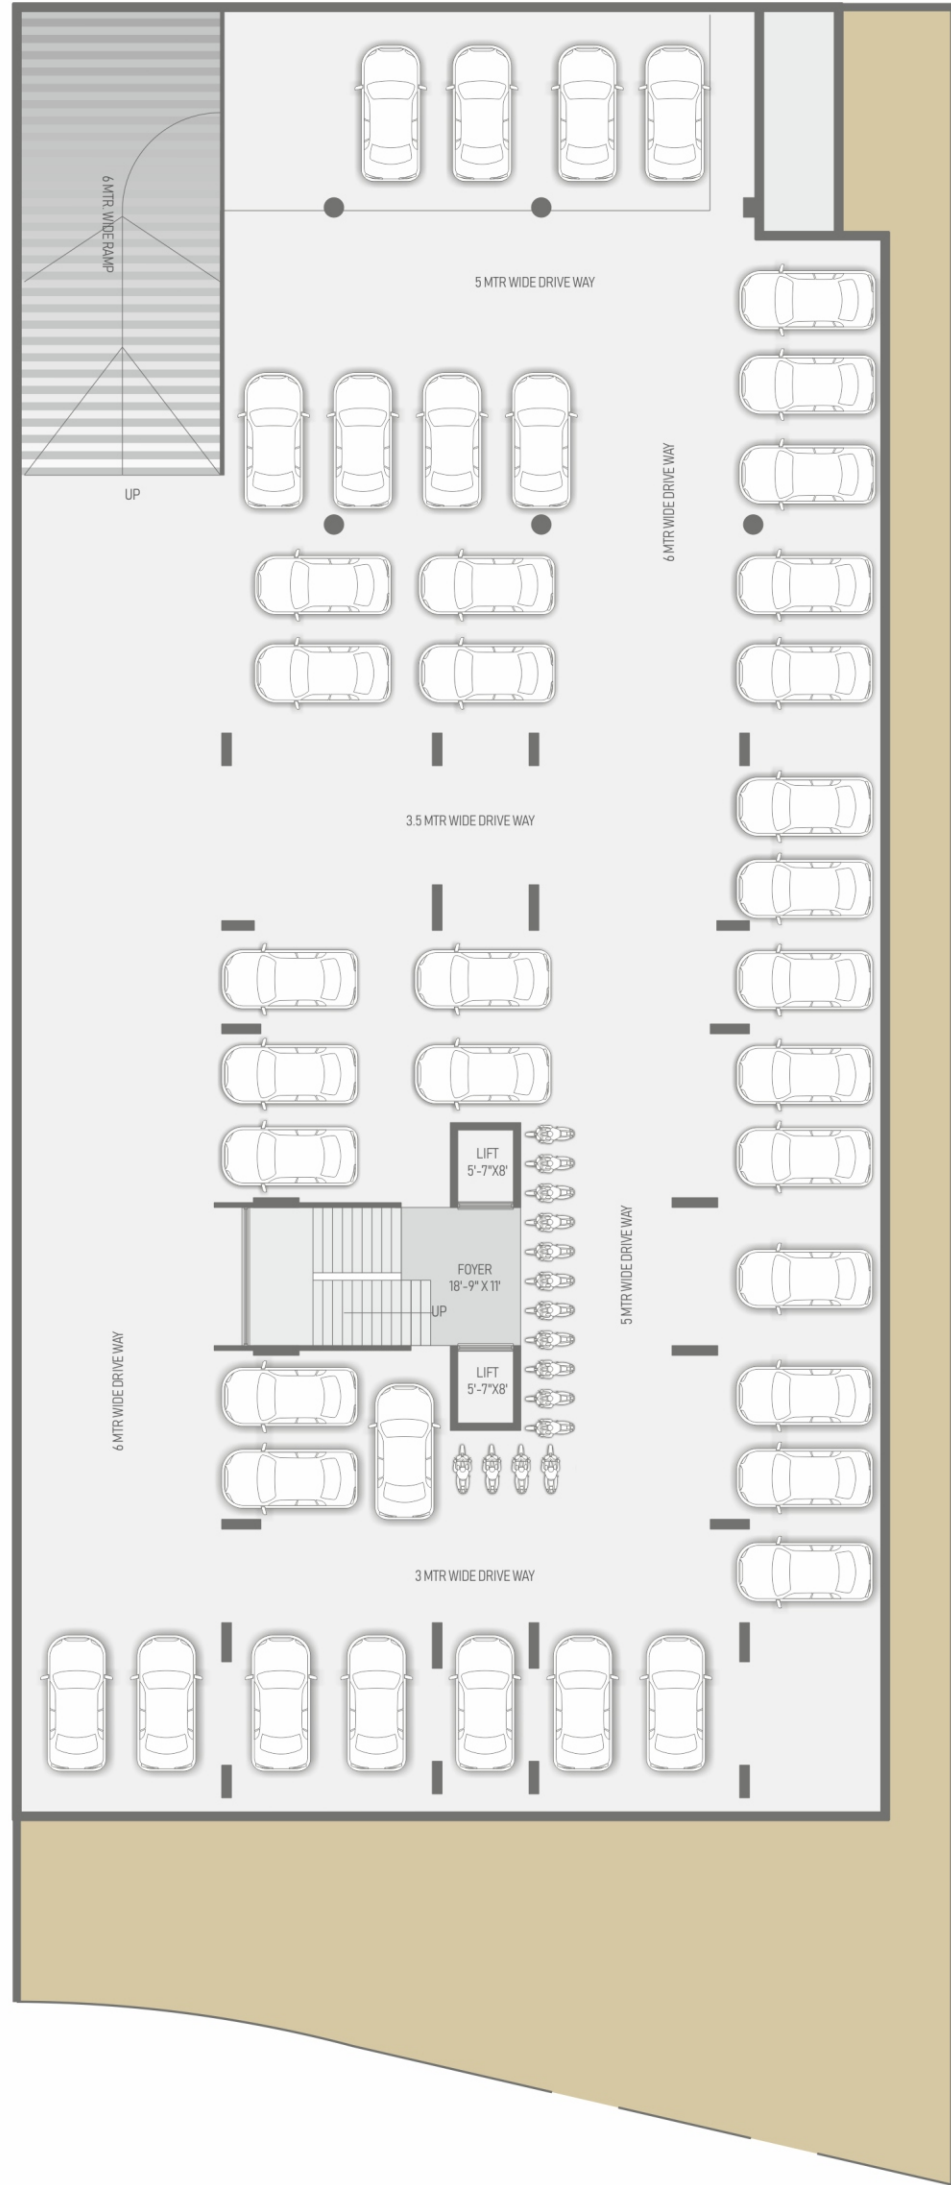 6 MTR. WIDE RAMP
5 MTR WIDE DRIVE WAY
6 MTR WIDE DRIVE WAY
UP
3.5 MTR WIDE DRIVE WAY
LIFT
5'-7"X8'
5 MTR WIDE DRIVE WAY
FOYER
18'-9" X 11'
UP
6 MTR WIDE DRIVE WAY
LIFT
5'-7"X8'
3 MTR WIDE DRIVE WAY